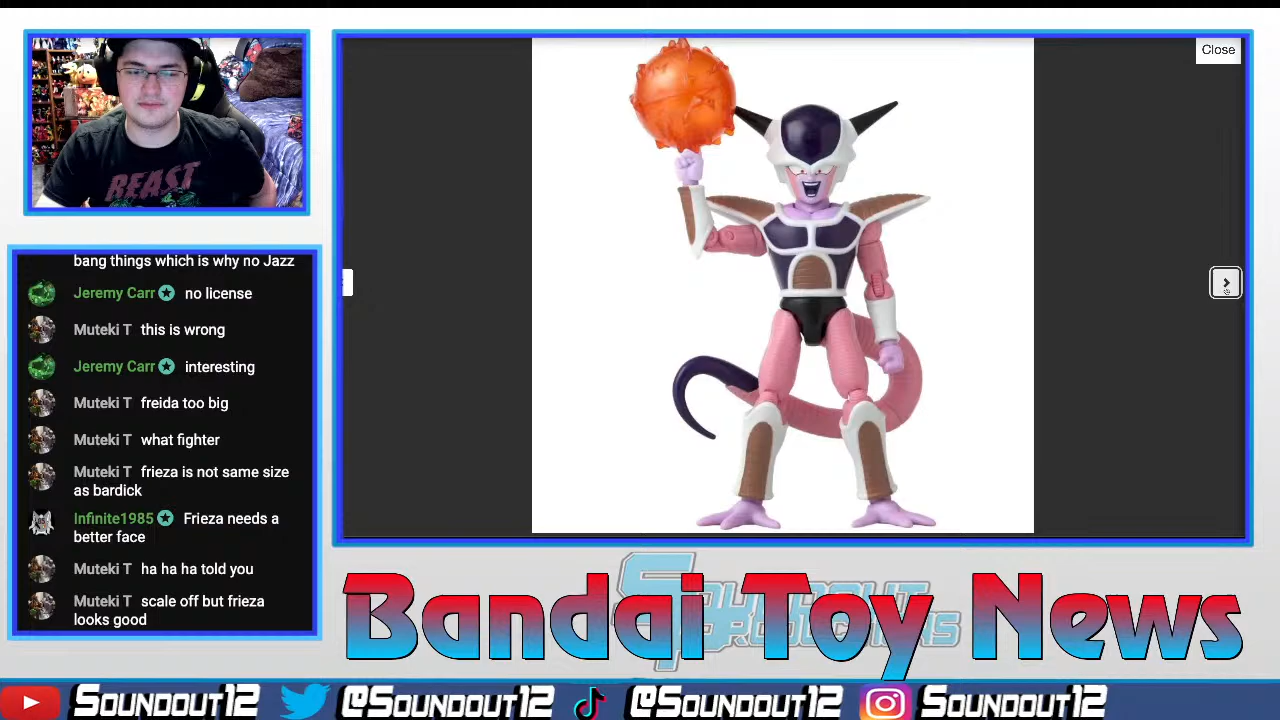 Close
BEAST
bang things which is why no Jazz
Jeremy Carr no license
Muteki T this is wrong
Jeremy Carr interesting
Muteki T freida too big
Muteki T what fighter
Muteki T frieza is not same size
as bardick
Infinite1985 Frieza needs a
better face
Muteki T ha ha ha told you
Muteki T scale off but frieza
looks good
Bandai Toy News
Soundout12 @Soundout12 @Soundout12 Soundout12